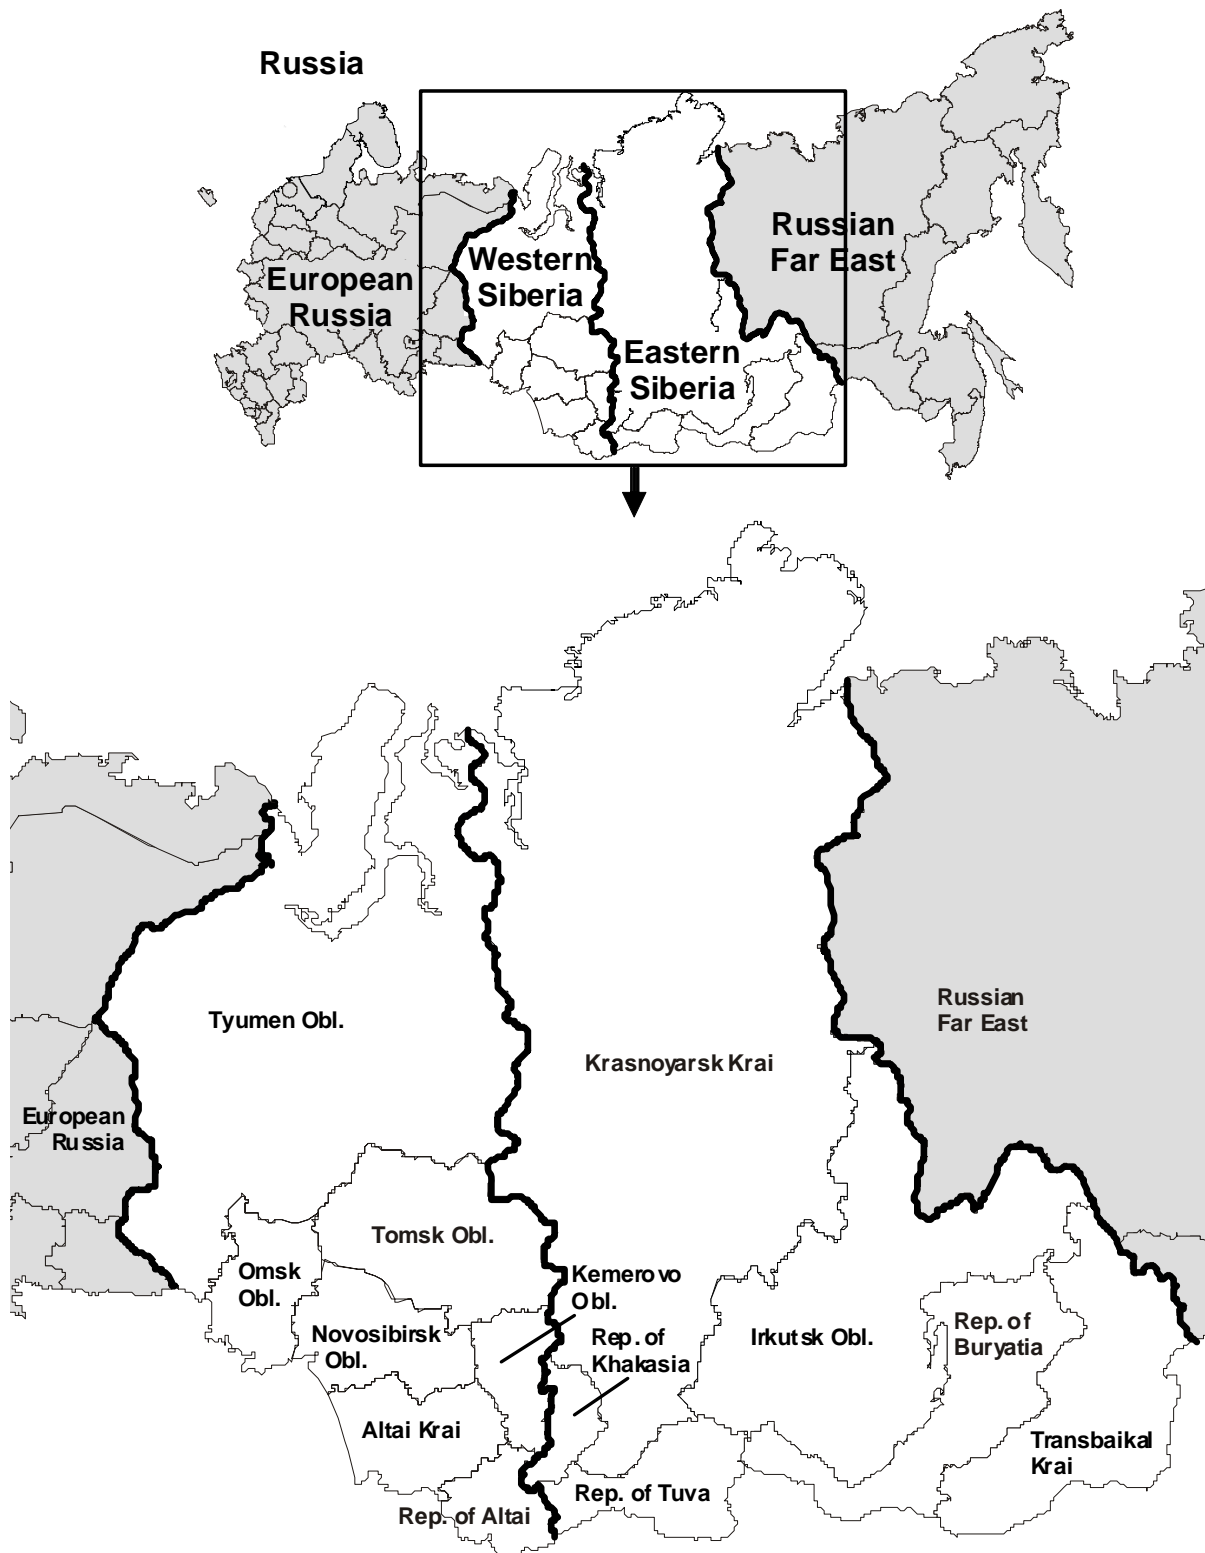 Russia
Russian
Far East
Western
Siberia
European
Russia
Eastern
Siberia
Russian
Far East
Tyumen Obl.
Krasnoyarsk Krai
European
Russia
Tomsk Obl.
Omsk
Obl.
Kemerovo
Obl.
Novosibirsk
Obl.
Rep. of
Khakasia
Irkutsk Obl.
Rep. of
Buryatia
Altai Krai
Transbaikal
Krai
Rep. of Tuva
Rep. of Altai